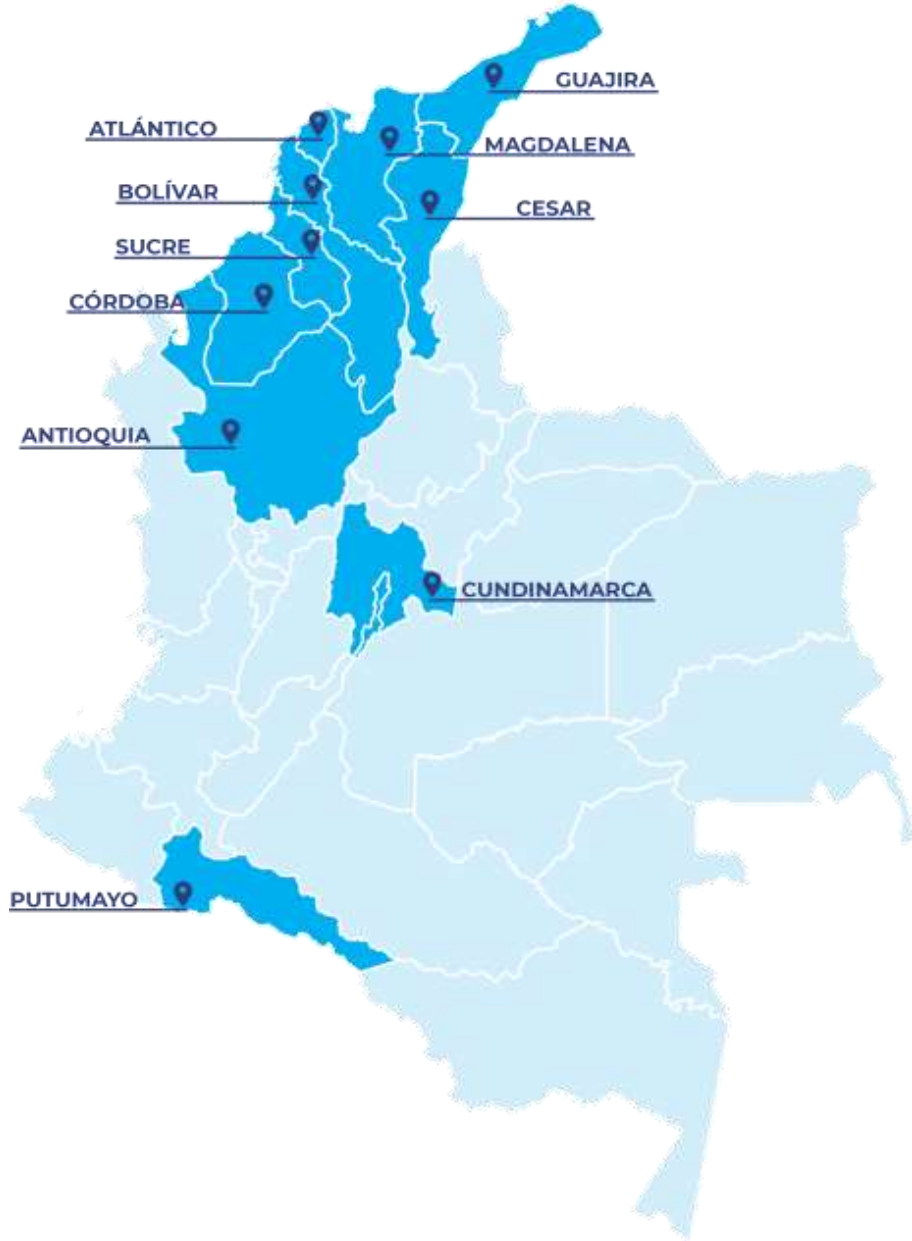 GUAJIRA
ATLÁNTICO
MAGDALENA
BOLÍVAR
CESAR
SUCRE
CÓRDOBA
ANTIOQUIA
CUNDINAMARCA
PUTUMAYO